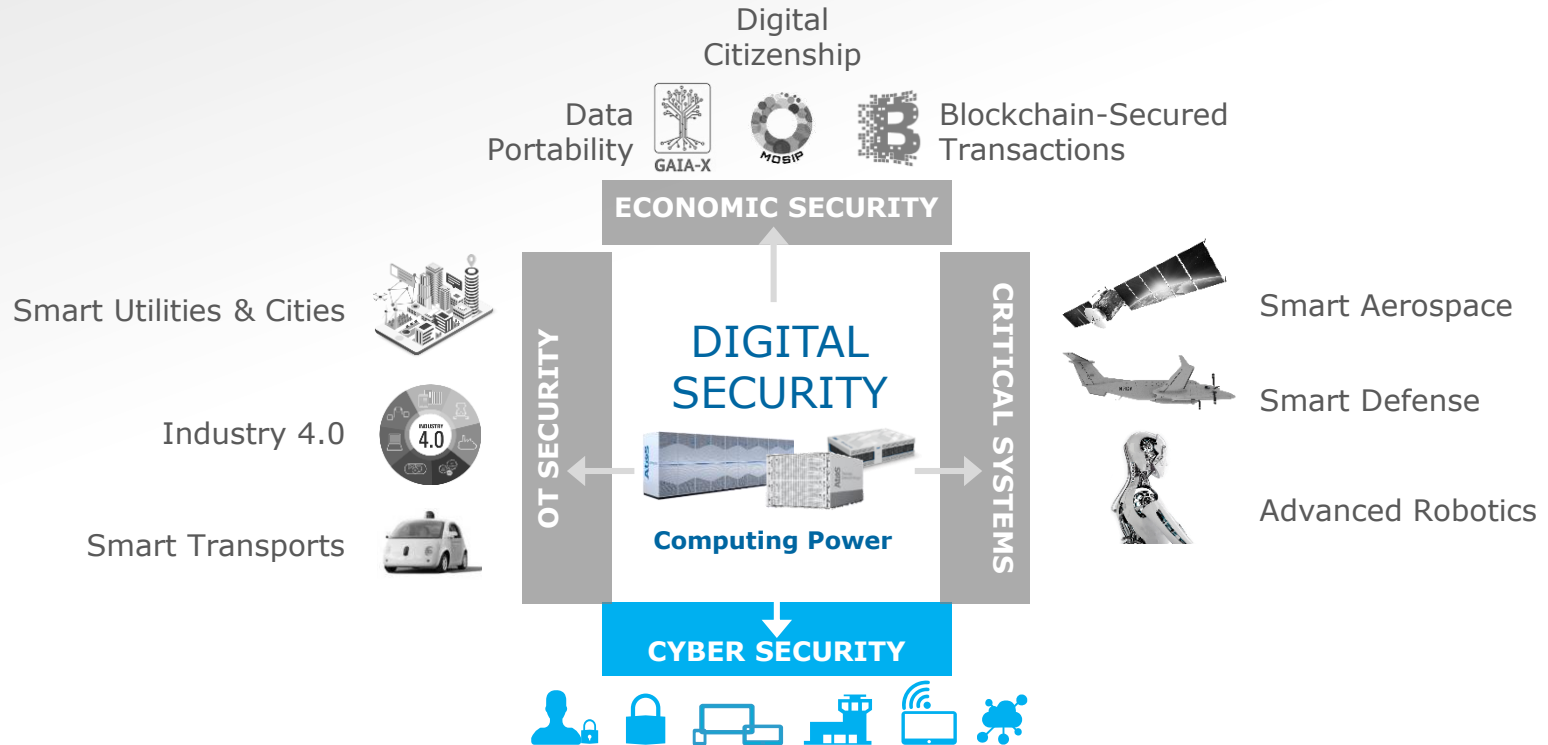 Digital
Citizenship
Data
Portability
GAIA-X
MOSIP
Blockchain-Secured
Transactions
ECONOMIC SECURITY
Smart Utilities & Cities
Industry 4.0
INDUSTRY
4.0
Smart Transports
OT SECURITY
DIGITAL
SECURITY
Atos
Atos
Computing Power
CRITICAL SYSTEMS
Smart Aerospace
Smart Defense
Advanced Robotics
CYBER SECURITY